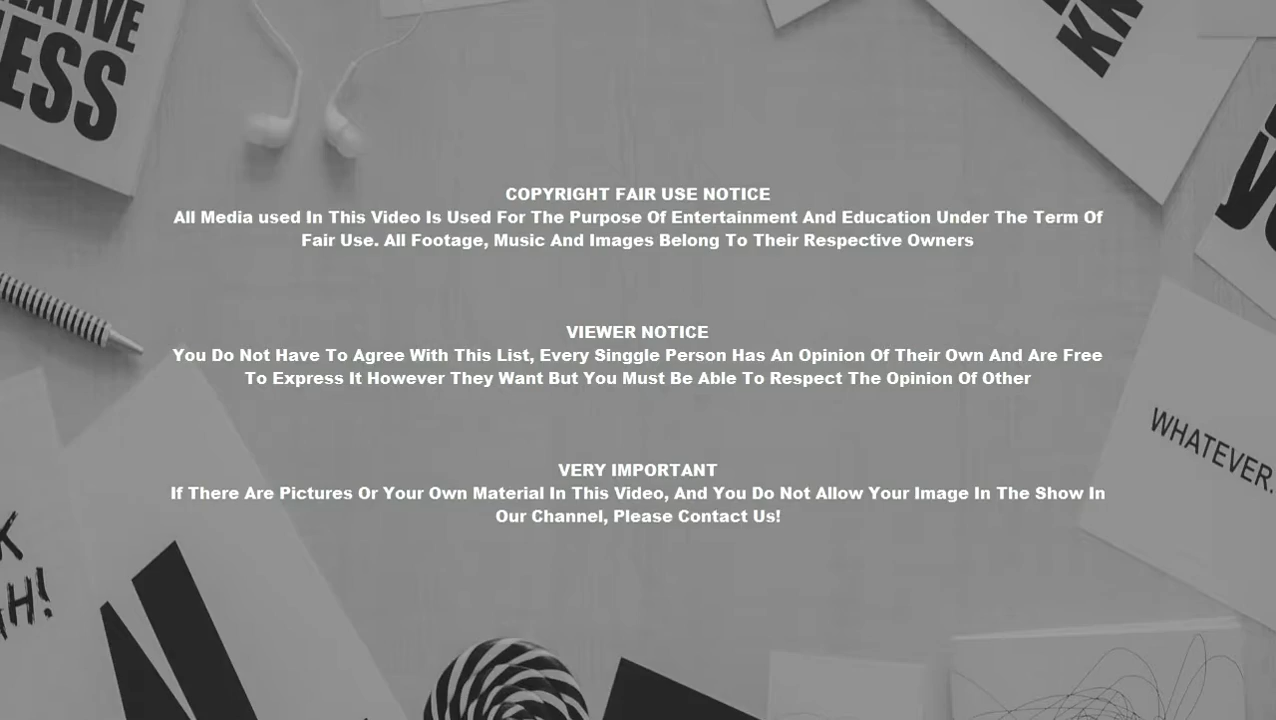 EATIVE
NESS
KN
COPYRIGHT FAIR USE NOTICE
All Media used In This Video Is Used For The Purpose Of Entertainment And Education Under The Term Of
Fair Use. All Footage, Music And Images Belong To Their Respective Owners
VIEWER NOTICE
You Do Not Have To Agree With This List, Every Singgle Person Has An Opinion Of Their Own And Are Free
To Express It However They Want But You Must Be Able To Respect The Opinion Of Other
WHATEVER.
VERY IMPORTANT
If There Are Pictures Or Your Own Material In This Video, And You Do Not Allow Your Image In The Show In
Our Channel, Please Contact Us!